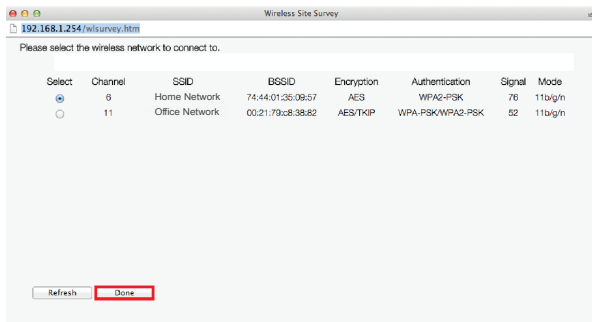 Wireless Site Survey
192.168.1.254/wlsurvey.htm
Please select the wireless network to connect to.
Select Channel SSID BSSID Encryption Authentication Signal Mode
6 Home Network 74:44:01:35:09:57 AES WPA2-PSK 76 11b/g/n
11 Office Network 00:21:79:c8:38:82 AES/TKIP WPA-PSK/WPA2-PSK 52 11b/g/n
Refresh Done